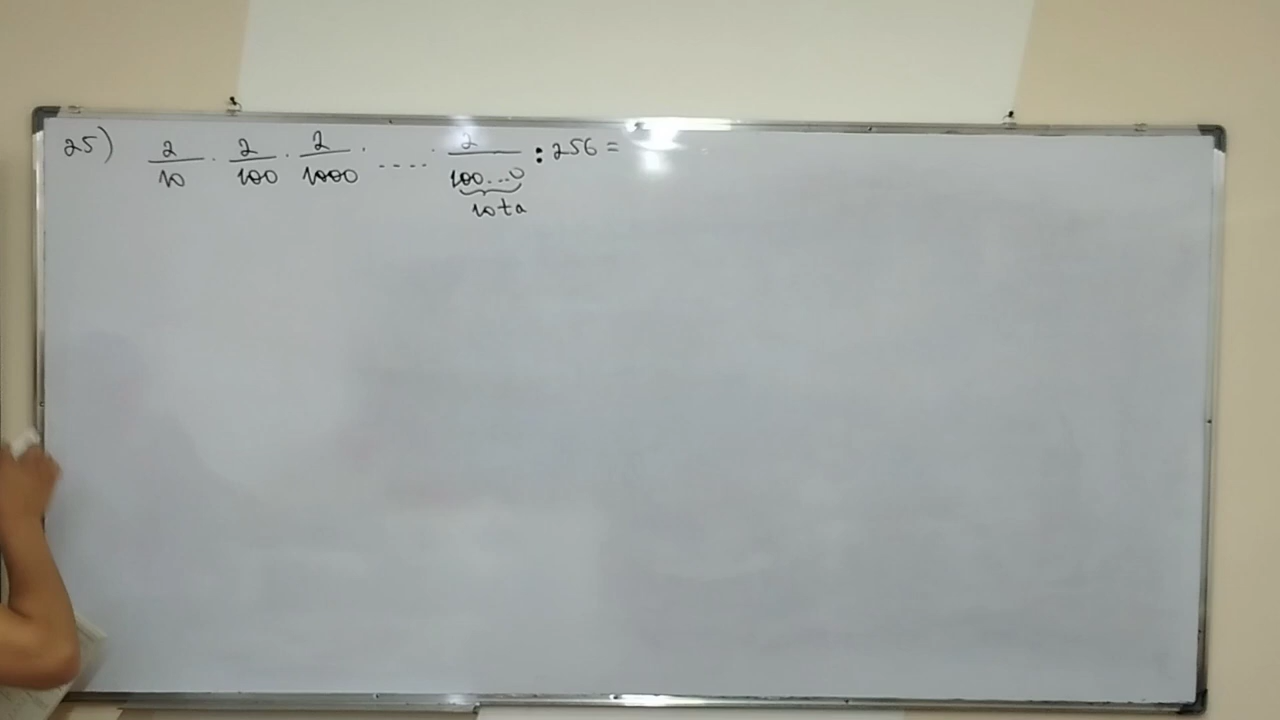 25) 2/10 · 2/100 · 2/1000 · .... · 2/100...0 : 256 =
10 ta